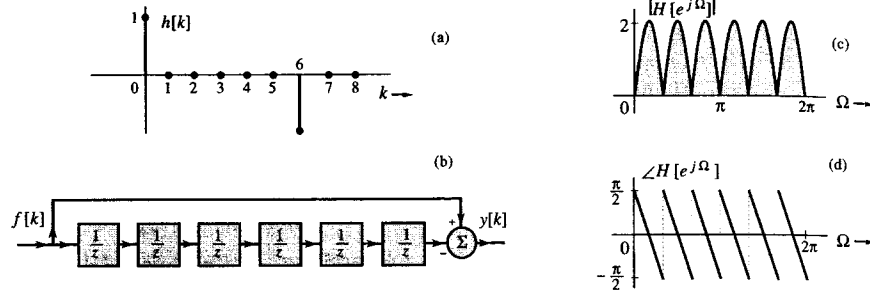 1
h[k]
(a)
6
0
1 2 3 4 5 7 8
k
(b)
f[k]
1/z 1/z 1/z 1/z 1/z 1/z
+
−
Σ
y[k]
|H[e^{jΩ}]|
2
(c)
0
π
2π
Ω
∠H[e^{jΩ}]
(d)
π/2
0
2π
Ω
−π/2